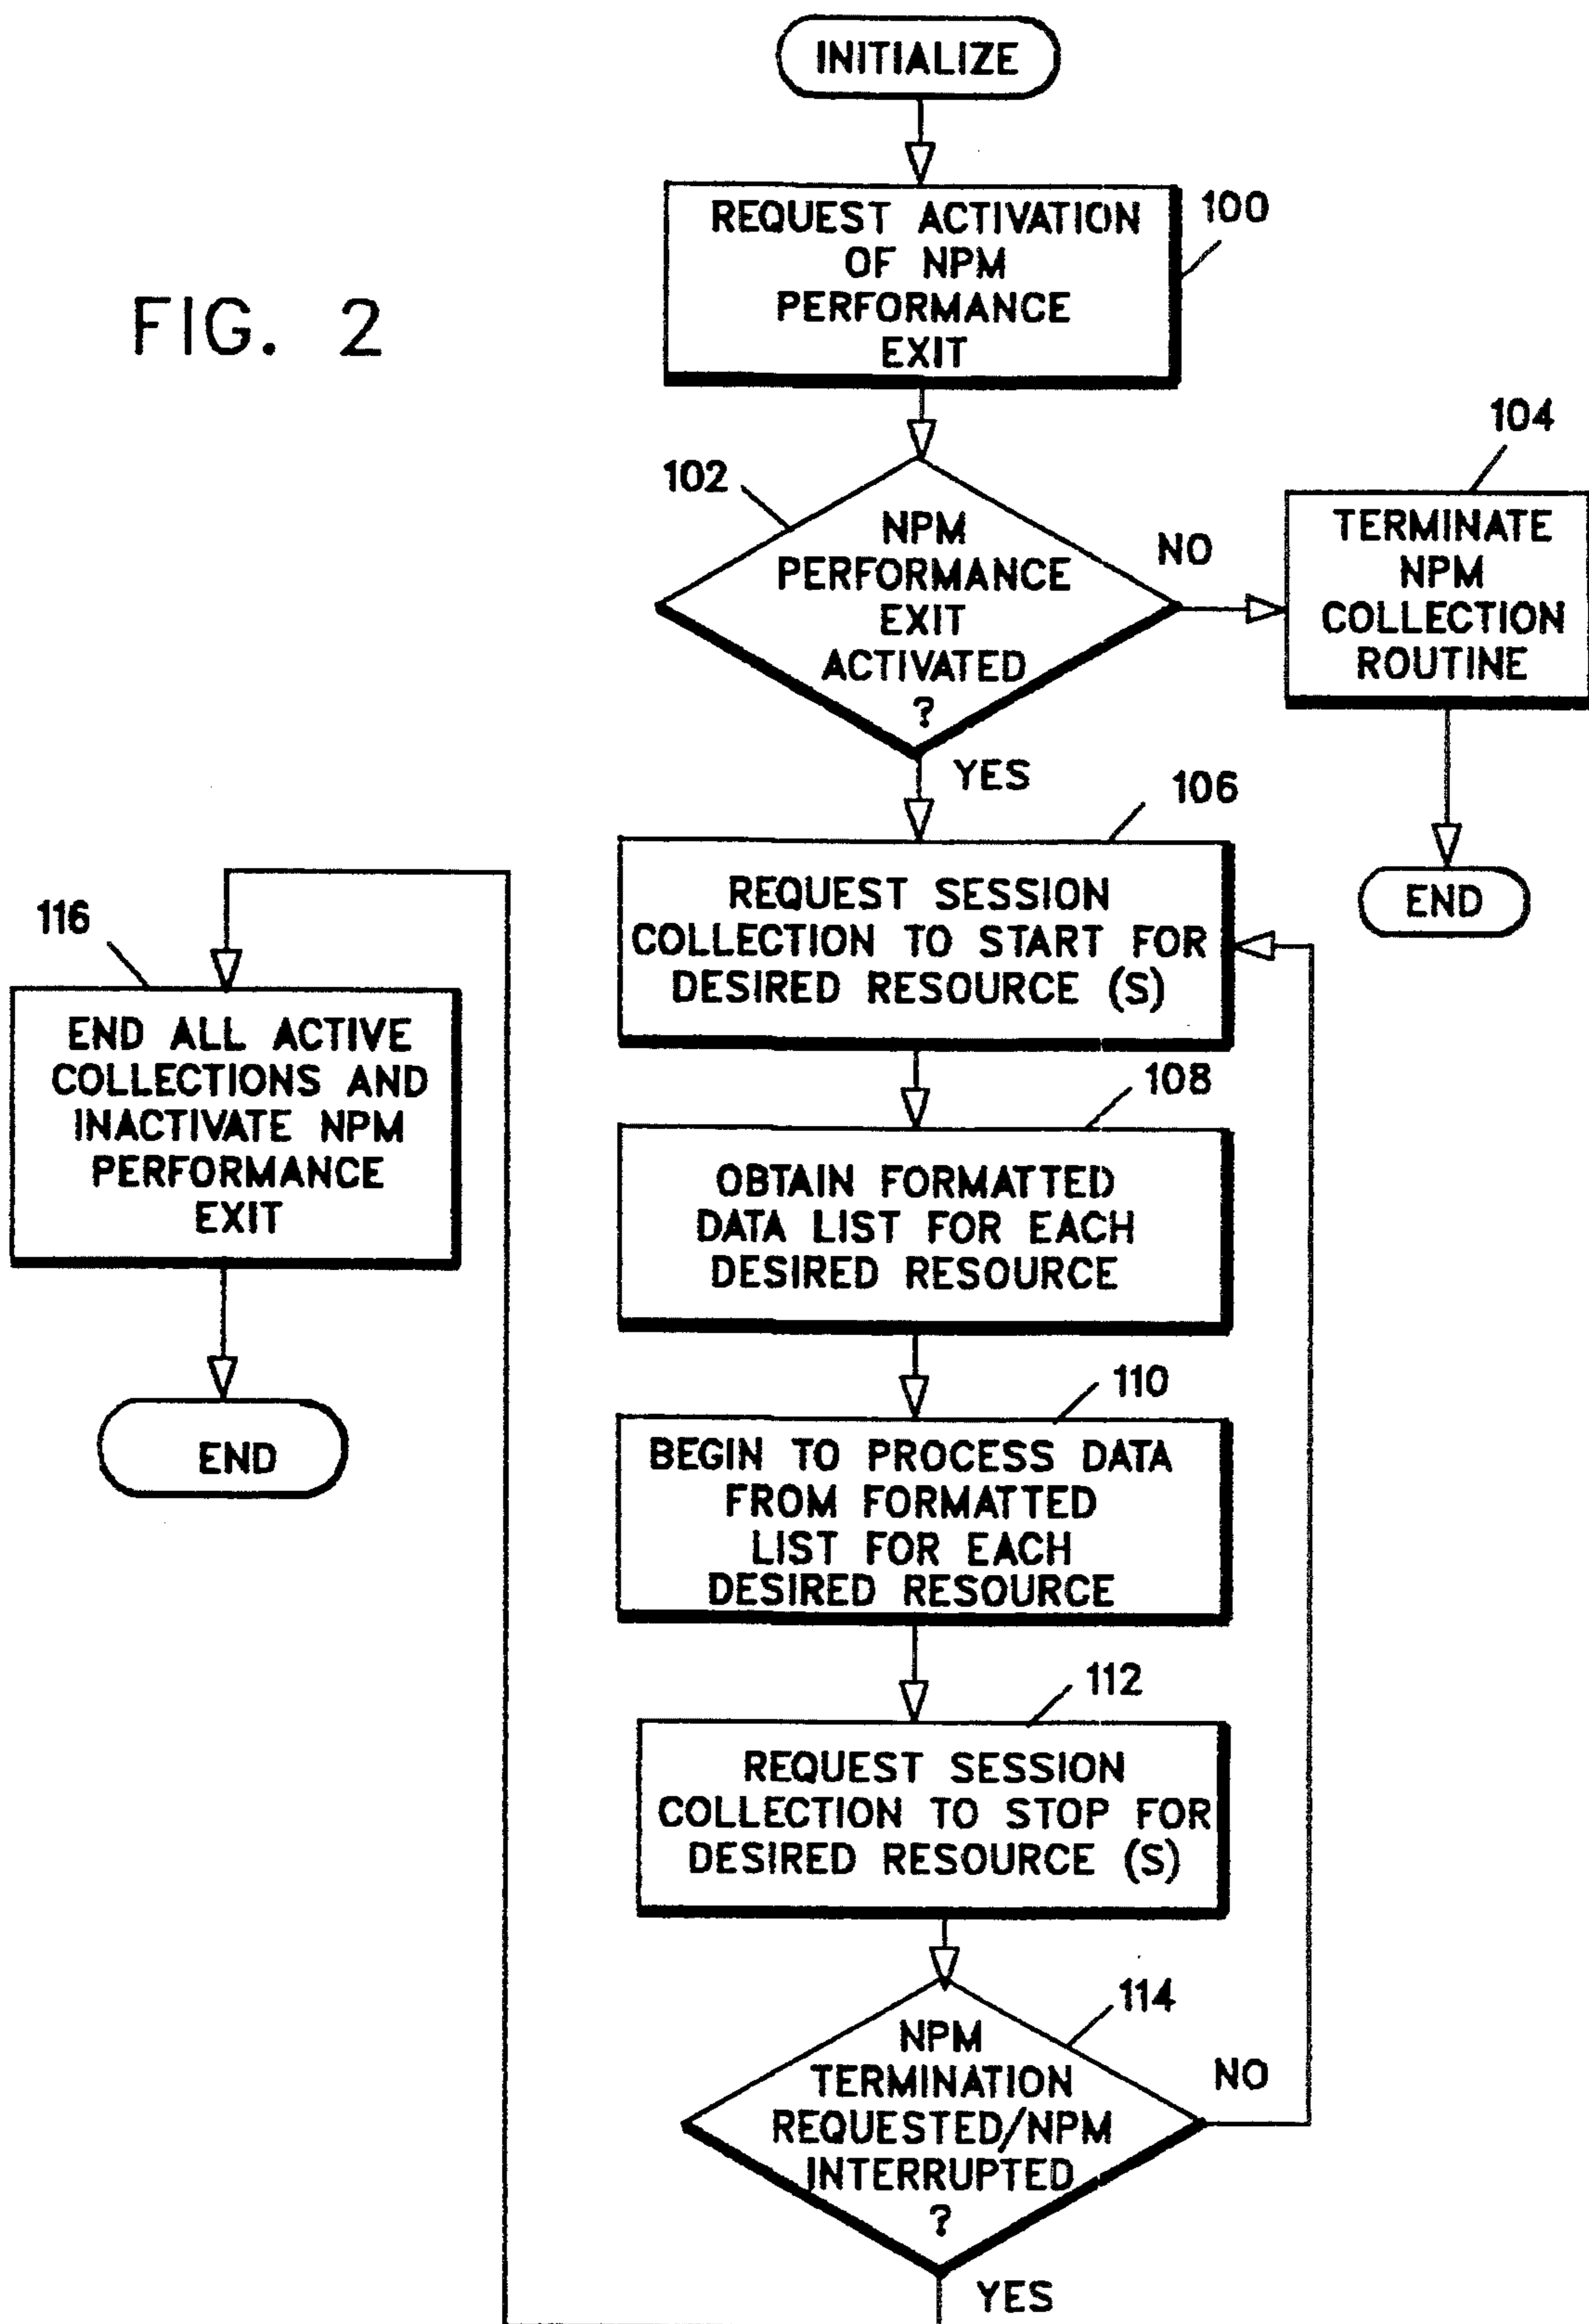 INITIALIZE
REQUEST ACTIVATION
OF NPM
PERFORMANCE
EXIT
100
FIG. 2
102
NPM
PERFORMANCE
EXIT
ACTIVATED
?
NO
104
TERMINATE
NPM
COLLECTION
ROUTINE
END
YES
106
REQUEST SESSION
COLLECTION TO START FOR
DESIRED RESOURCE (S)
108
OBTAIN FORMATTED
DATA LIST FOR EACH
DESIRED RESOURCE
110
BEGIN TO PROCESS DATA
FROM FORMATTED
LIST FOR EACH
DESIRED RESOURCE
112
REQUEST SESSION
COLLECTION TO STOP FOR
DESIRED RESOURCE (S)
114
NPM
TERMINATION
REQUESTED/NPM
INTERRUPTED
?
NO
YES
116
END ALL ACTIVE
COLLECTIONS AND
INACTIVATE NPM
PERFORMANCE
EXIT
END